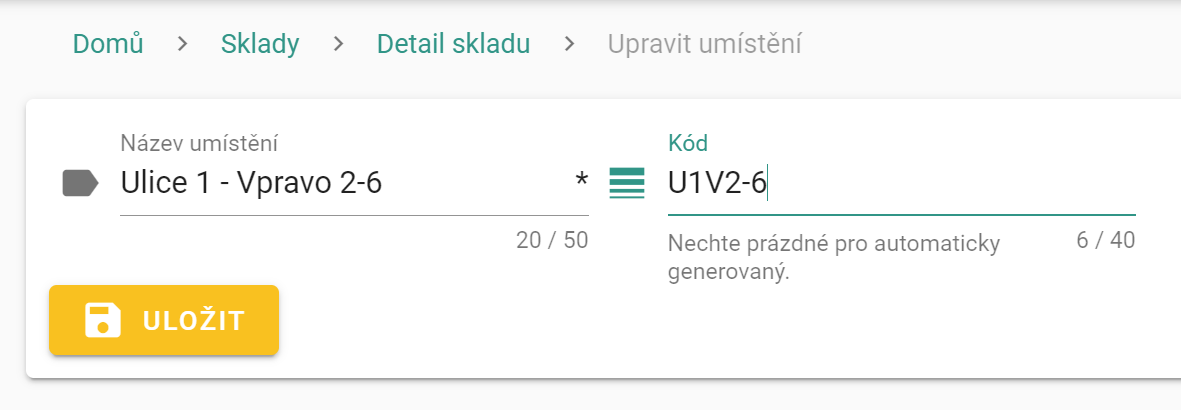 Domů > Sklady > Detail skladu > Upravit umístění
Název umístění
Ulice 1 - Vpravo 2-6 *
20 / 50
Kód
U1V2-6
Nechte prázdné pro automaticky
generovaný.
6 / 40
ULOŽIT